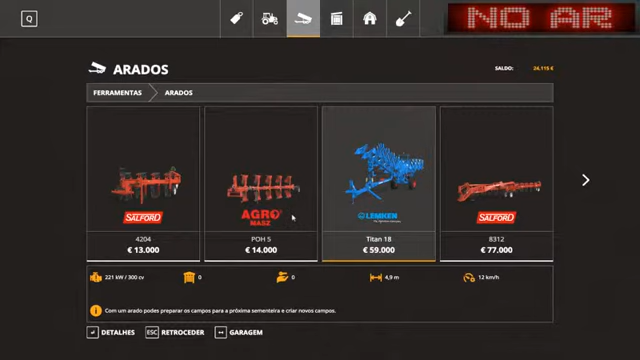 Q
NO AR
ARADOS
SALDO: 24.115 €
FERRAMENTAS ARADOS
SALFORD AGRO MASZ LEMKEN SALFORD
4204 POH 5 Titan 18 8312
€ 13.000 € 14.000 € 59.000 € 77.000
221 kW / 300 cv 0 0 4,9 m 12 km/h
Com um arado podes preparar os campos para a próxima sementeira e criar novos campos.
DETALHES ESC RETROCEDER GARAGEM